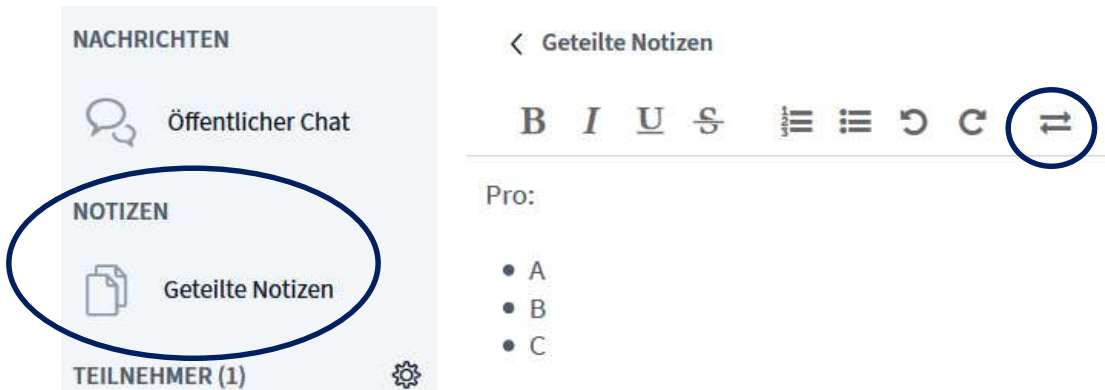 NACHRICHTEN
Öffentlicher Chat
NOTIZEN
Geteilte Notizen
TEILNEHMER (1)
Geteilte Notizen
B I U S
Pro:
• A
• B
• C